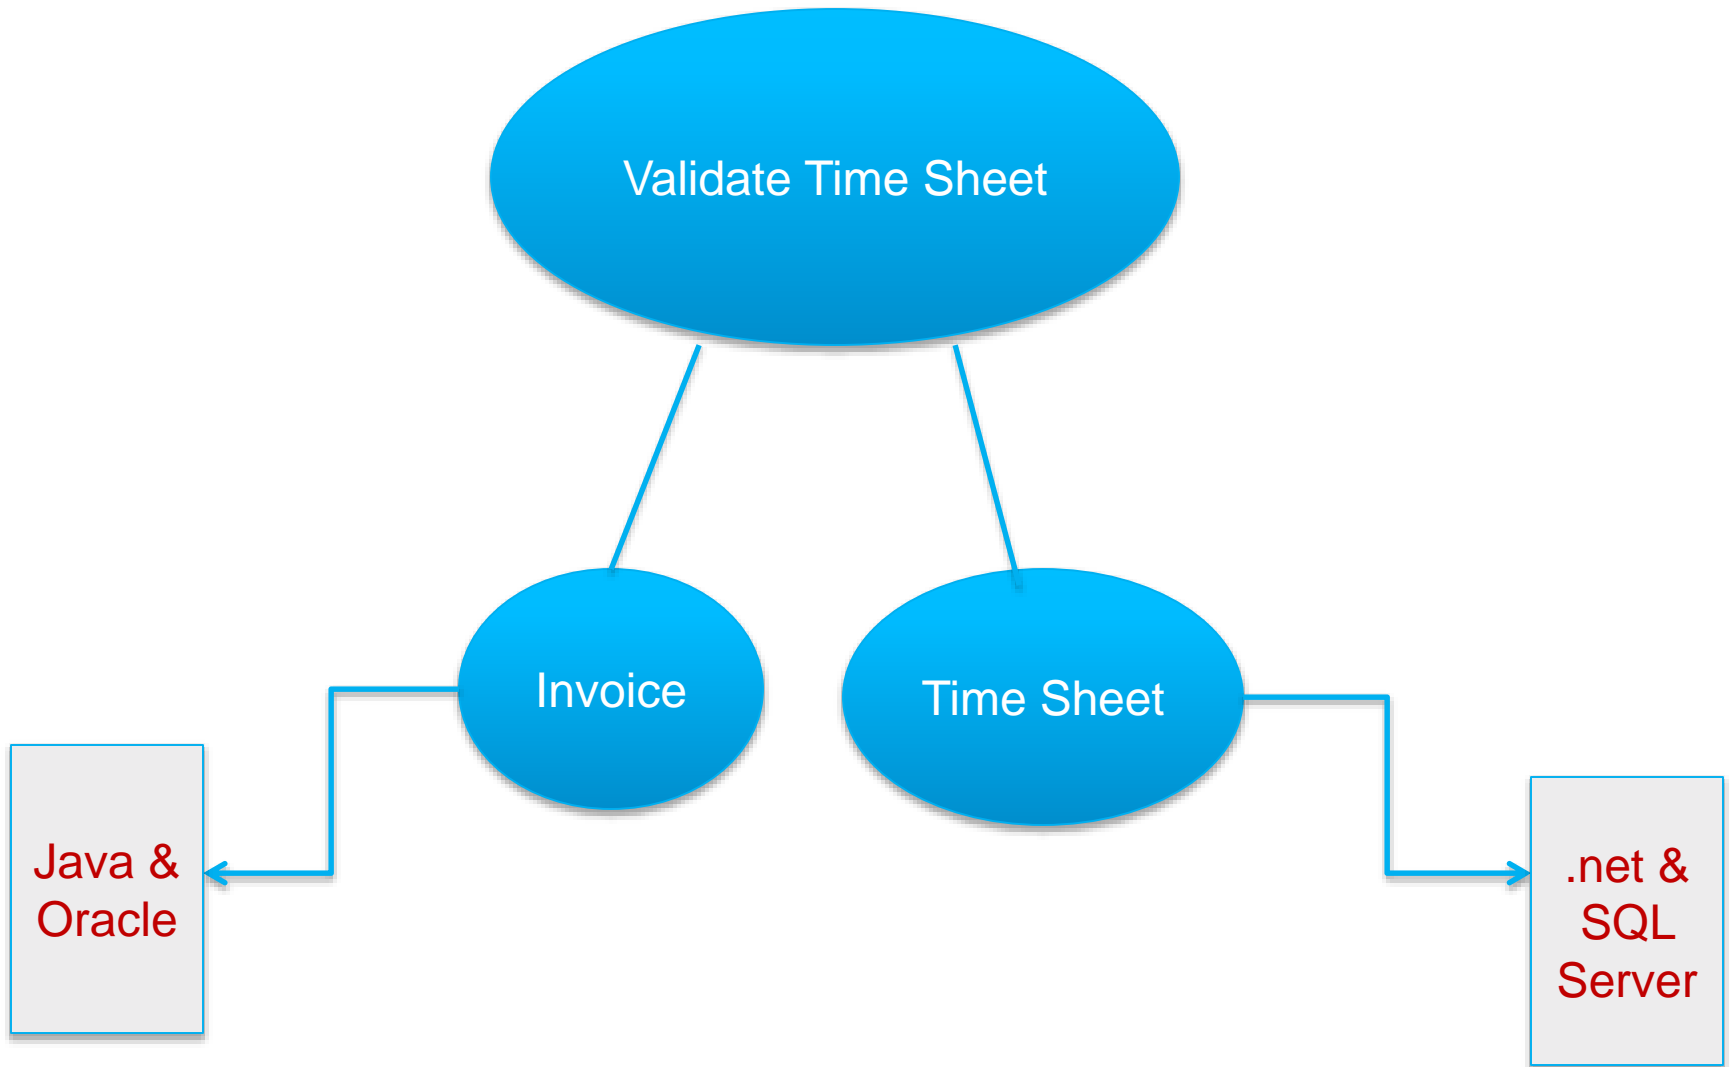 Validate Time Sheet
Invoice
Time Sheet
Java &
Oracle
.net &
SQL
Server